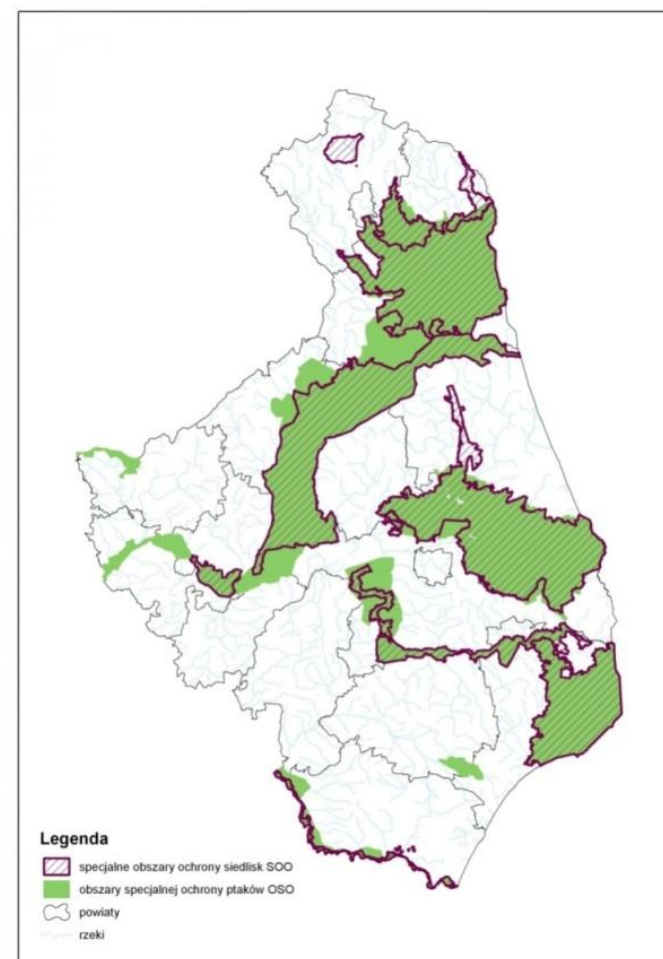 Legenda
specjalne obszary ochrony siedlisk SOO
obszary specjalnej ochrony ptaków OSO
powiaty
rzeki